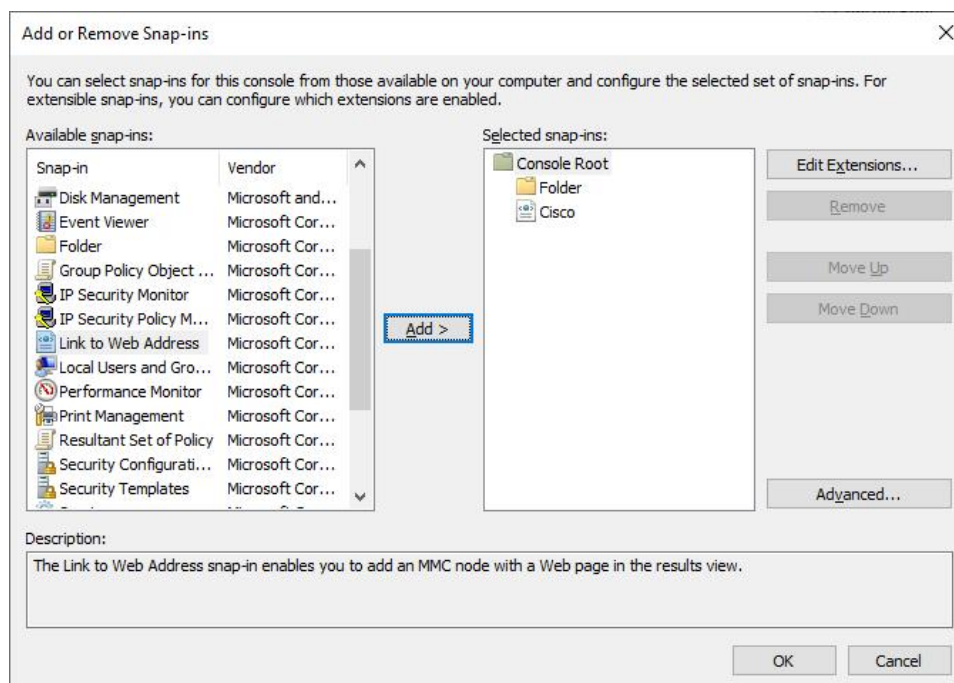 Add or Remove Snap-ins
You can select snap-ins for this console from those available on your computer and configure the selected set of snap-ins. For
extensible snap-ins, you can configure which extensions are enabled.
Available snap-ins:
Selected snap-ins:
Snap-in Vendor
Disk Management Microsoft and...
Event Viewer Microsoft Cor...
Folder Microsoft Cor...
Group Policy Object ... Microsoft Cor...
IP Security Monitor Microsoft Cor...
IP Security Policy M... Microsoft Cor...
Link to Web Address Microsoft Cor...
Local Users and Gro... Microsoft Cor...
Performance Monitor Microsoft Cor...
Print Management Microsoft Cor...
Resultant Set of Policy Microsoft Cor...
Security Configurati... Microsoft Cor...
Security Templates Microsoft Cor...
Add >
Console Root
Folder
Cisco
Edit Extensions...
Remove
Move Up
Move Down
Advanced...
Description:
The Link to Web Address snap-in enables you to add an MMC node with a Web page in the results view.
OK
Cancel